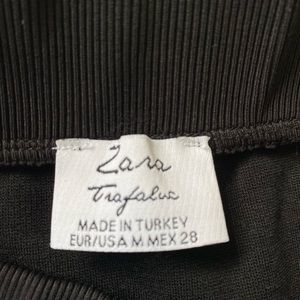 Zara
Trafaluc
MADE IN TURKEY
EUR/USA M MEX 28